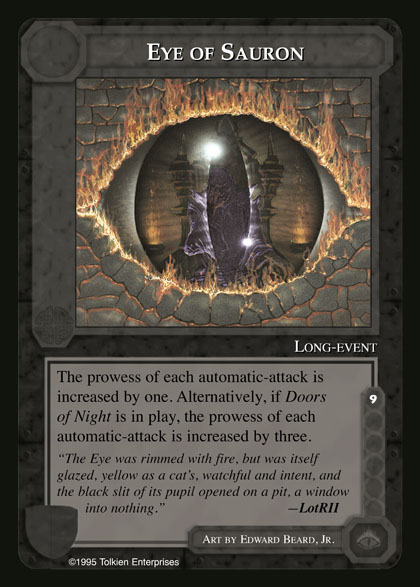 EYE OF SAURON
LONG-EVENT
The prowess of each automatic-attack is
increased by one. Alternatively, if Doors
of Night is in play, the prowess of each
automatic-attack is increased by three.
9
“The Eye was rimmed with fire, but was itself
glazed, yellow as a cat’s, watchful and intent, and
the black slit of its pupil opened on a pit, a window
into nothing.” —LotRII
ART BY EDWARD BEARD, JR.
©1995 Tolkien Enterprises